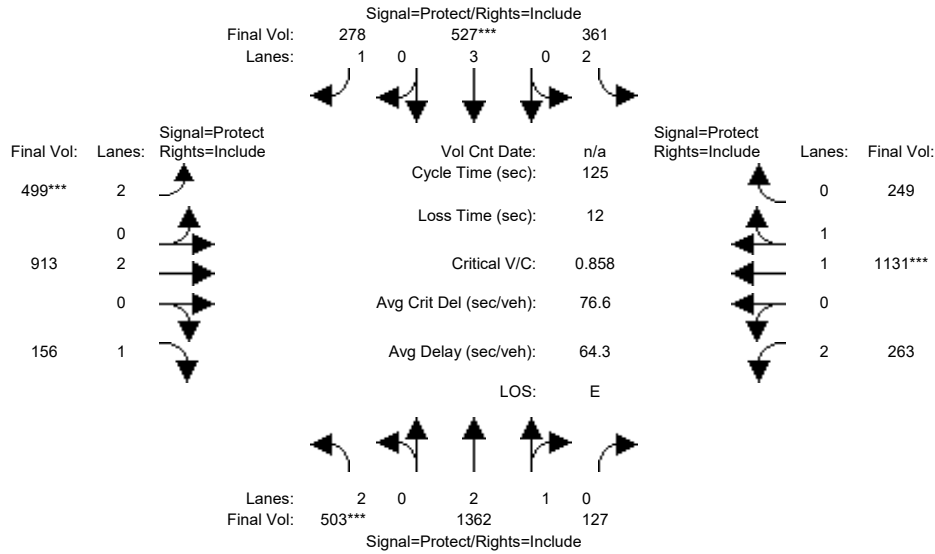 Signal=Protect/Rights=Include
Final Vol: 278 527*** 361
Lanes: 1 0 3 0 2
Signal=Protect Signal=Protect
Final Vol: Lanes: Rights=Include Vol Cnt Date: n/a Rights=Include Lanes: Final Vol:
Cycle Time (sec): 125
499*** 2 0 249
Loss Time (sec): 12
0 1
913 2 Critical V/C: 0.858 1 1131***
0 Avg Crit Del (sec/veh): 76.6 0
156 1 Avg Delay (sec/veh): 64.3 2 263
LOS: E
Lanes: 2 0 2 1 0
Final Vol: 503*** 1362 127
Signal=Protect/Rights=Include